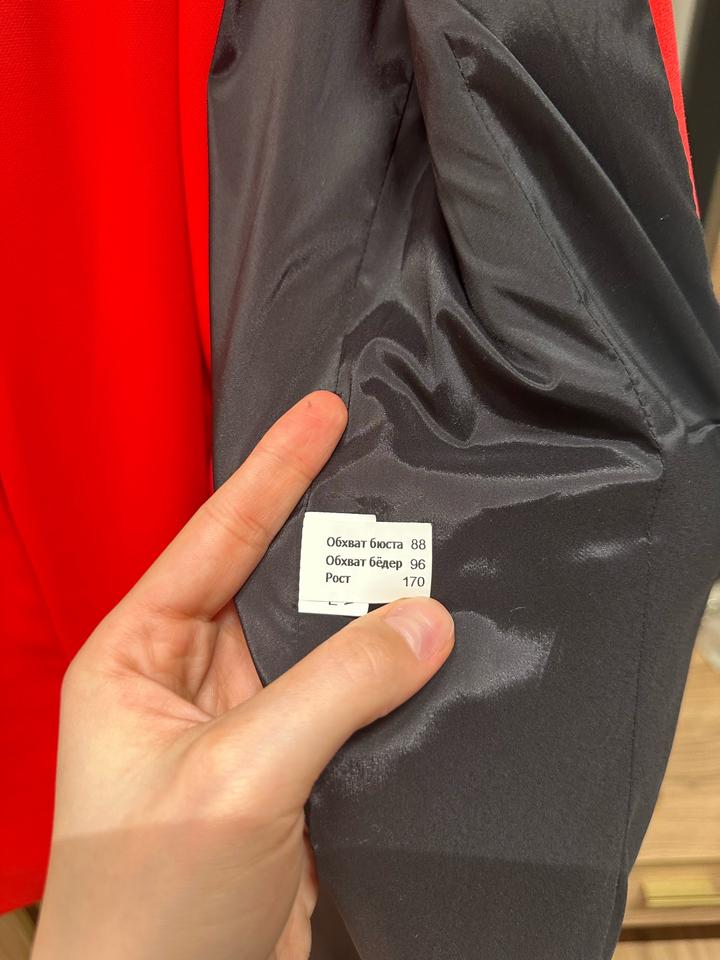 Обхват бюста 88
Обхват бёдер 96
Рост 170